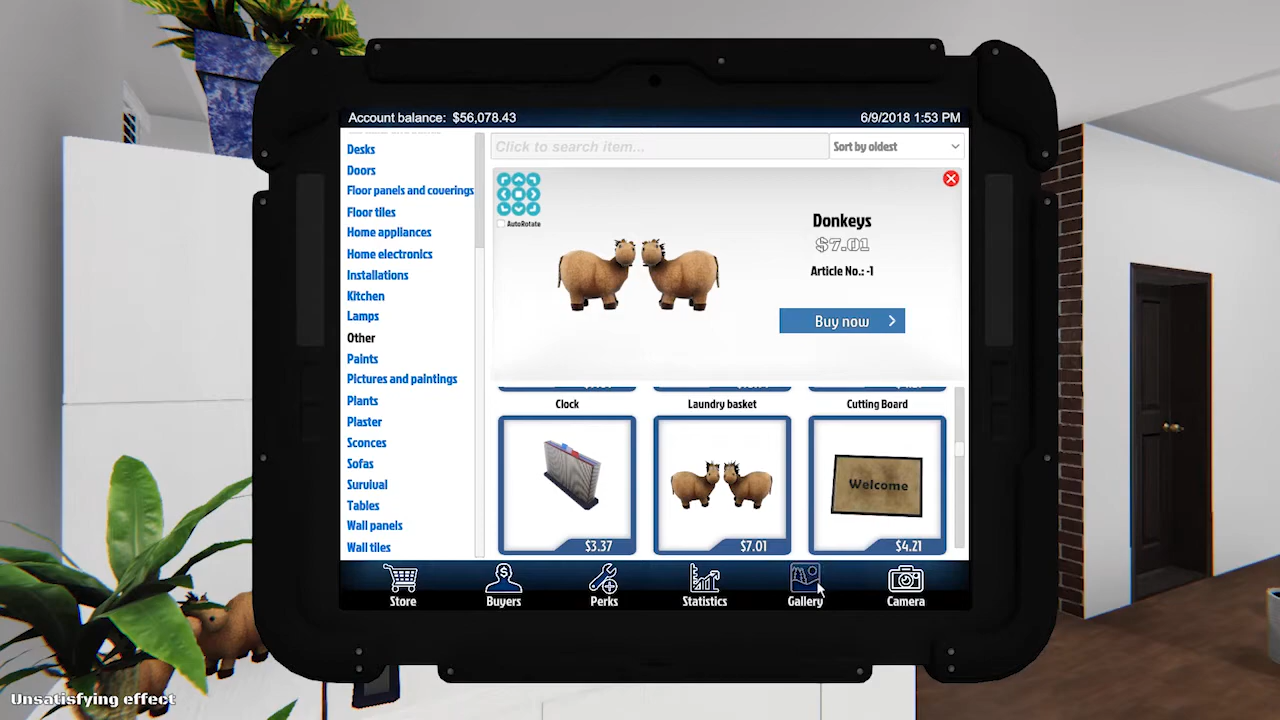 Account balance: $56,078.43
6/9/2018 1:53 PM
Desks
Doors
Floor panels and coverings
Floor tiles
Home appliances
Home electronics
Installations
Kitchen
Lamps
Other
Paints
Pictures and paintings
Plants
Plaster
Sconces
Sofas
Survival
Tables
Wall panels
Wall tiles
Click to search item...
Sort by oldest
AutoRotate
Donkeys
$7.01
Article No.: -1
Buy now
Clock
Laundry basket
Cutting Board
Welcome
$3.37
$7.01
$4.21
Store
Buyers
Perks
Statistics
Gallery
Camera
Unsatisfying effect